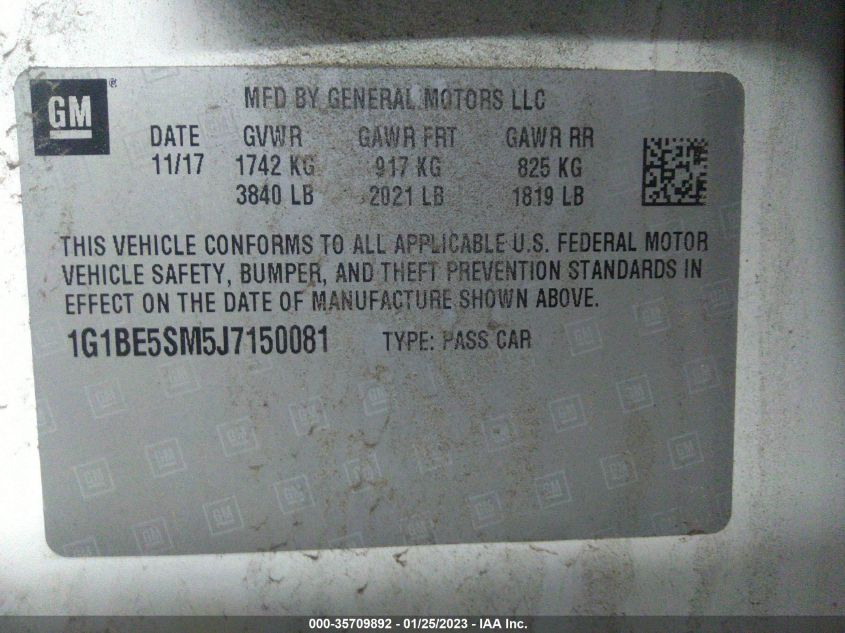 GM ®
MFD BY GENERAL MOTORS LLC
DATE GVWR GAWR FRT GAWR RR
11/17 1742 KG 917 KG 825 KG
3840 LB 2021 LB 1819 LB
THIS VEHICLE CONFORMS TO ALL APPLICABLE U.S. FEDERAL MOTOR
VEHICLE SAFETY, BUMPER, AND THEFT PREVENTION STANDARDS IN
EFFECT ON THE DATE OF MANUFACTURE SHOWN ABOVE.
1G1BE5SM5J7150081 TYPE: PASS CAR
000-35709892 - 01/25/2023 - IAA Inc.